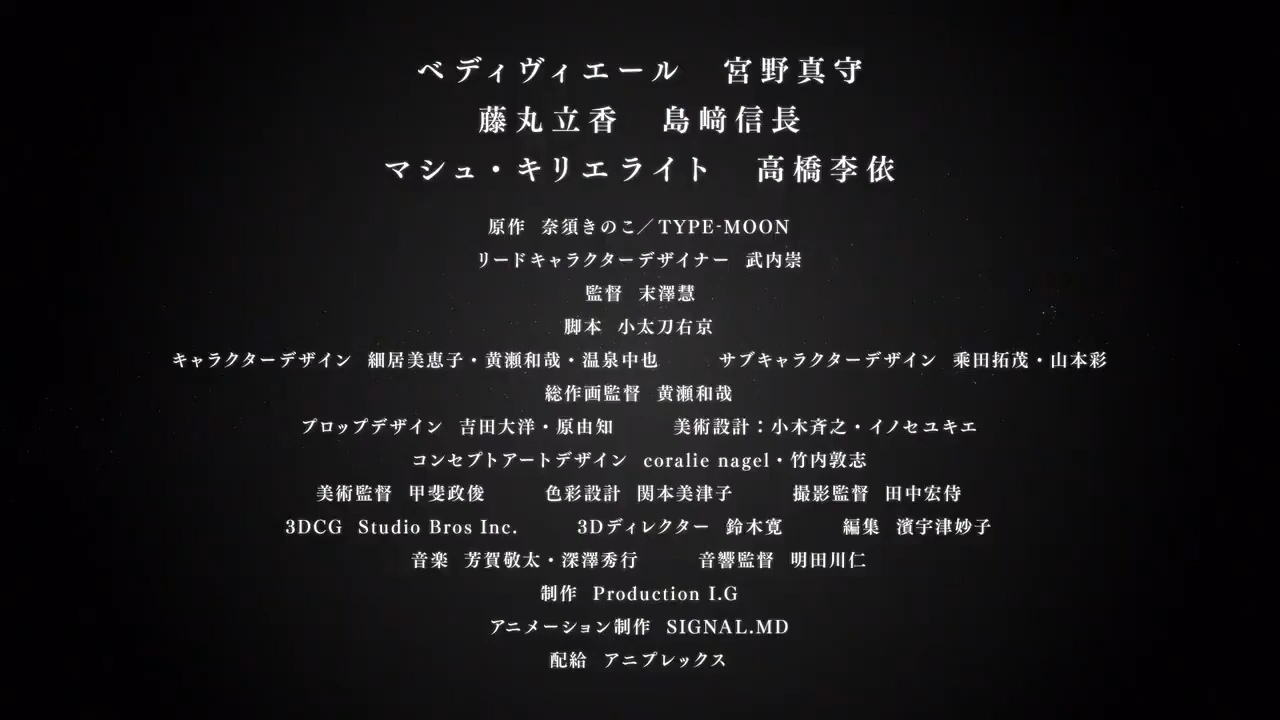 ベディヴィエール　宮野真守
藤丸立香　島﨑信長
マシュ・キリエライト　高橋李依
原作　奈須きのこ／TYPE-MOON
リードキャラクターデザイナー　武内崇
監督　末澤慧
脚本　小太刀右京
キャラクターデザイン　細居美恵子・黄瀬和哉・温泉中也　　サブキャラクターデザイン　乗田拓茂・山本彩
総作画監督　黄瀬和哉
プロップデザイン　吉田大洋・原由知　　美術設計：小木斉之・イノセユキエ
コンセプトアートデザイン　coralie nagel・竹内敦志
美術監督　甲斐政俊　　色彩設計　関本美津子　　撮影監督　田中宏侍
3DCG　Studio Bros Inc.　　3Dディレクター　鈴木寛　　編集　濱宇津妙子
音楽　芳賀敬太・深澤秀行　　音響監督　明田川仁
制作　Production I.G
アニメーション制作　SIGNAL.MD
配給　アニプレックス